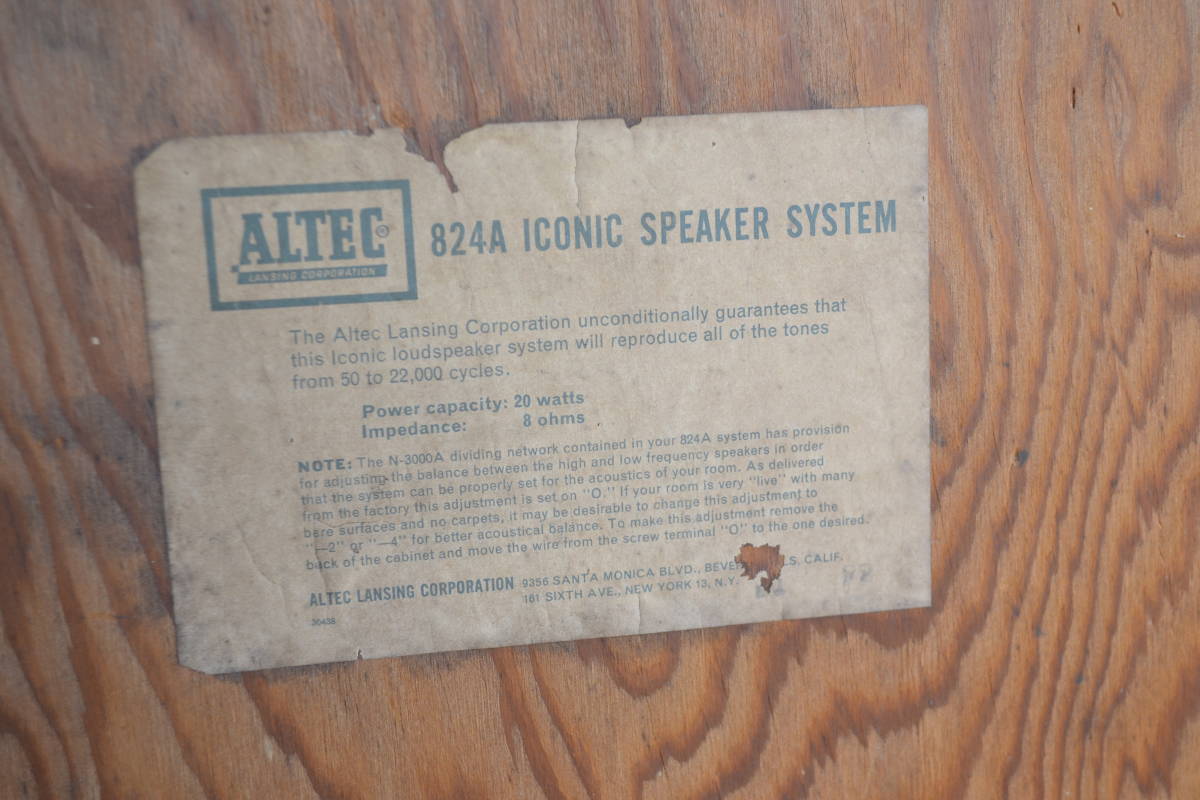 ALTEC®
LANSING CORPORATION
824A ICONIC SPEAKER SYSTEM
The Altec Lansing Corporation unconditionally guarantees that
this Iconic loudspeaker system will reproduce all of the tones
from 50 to 22,000 cycles.
Power capacity: 20 watts
Impedance: 8 ohms
NOTE: The N-3000A dividing network contained in your 824A system has provision
for adjusting the balance between the high and low frequency speakers in order
that the system can be properly set for the acoustics of your room. As delivered
from the factory this adjustment is set on "O." If your room is very "live" with many
bare surfaces and no carpets, it may be desirable to change this adjustment to
"—2" or "—4" for better acoustical balance. To make this adjustment remove the
back of the cabinet and move the wire from the screw terminal "O" to the one desired.
ALTEC LANSING CORPORATION
9356 SANTA MONICA BLVD., CALIF.
161 SIXTH AVE., NEW YORK 13, N.Y.